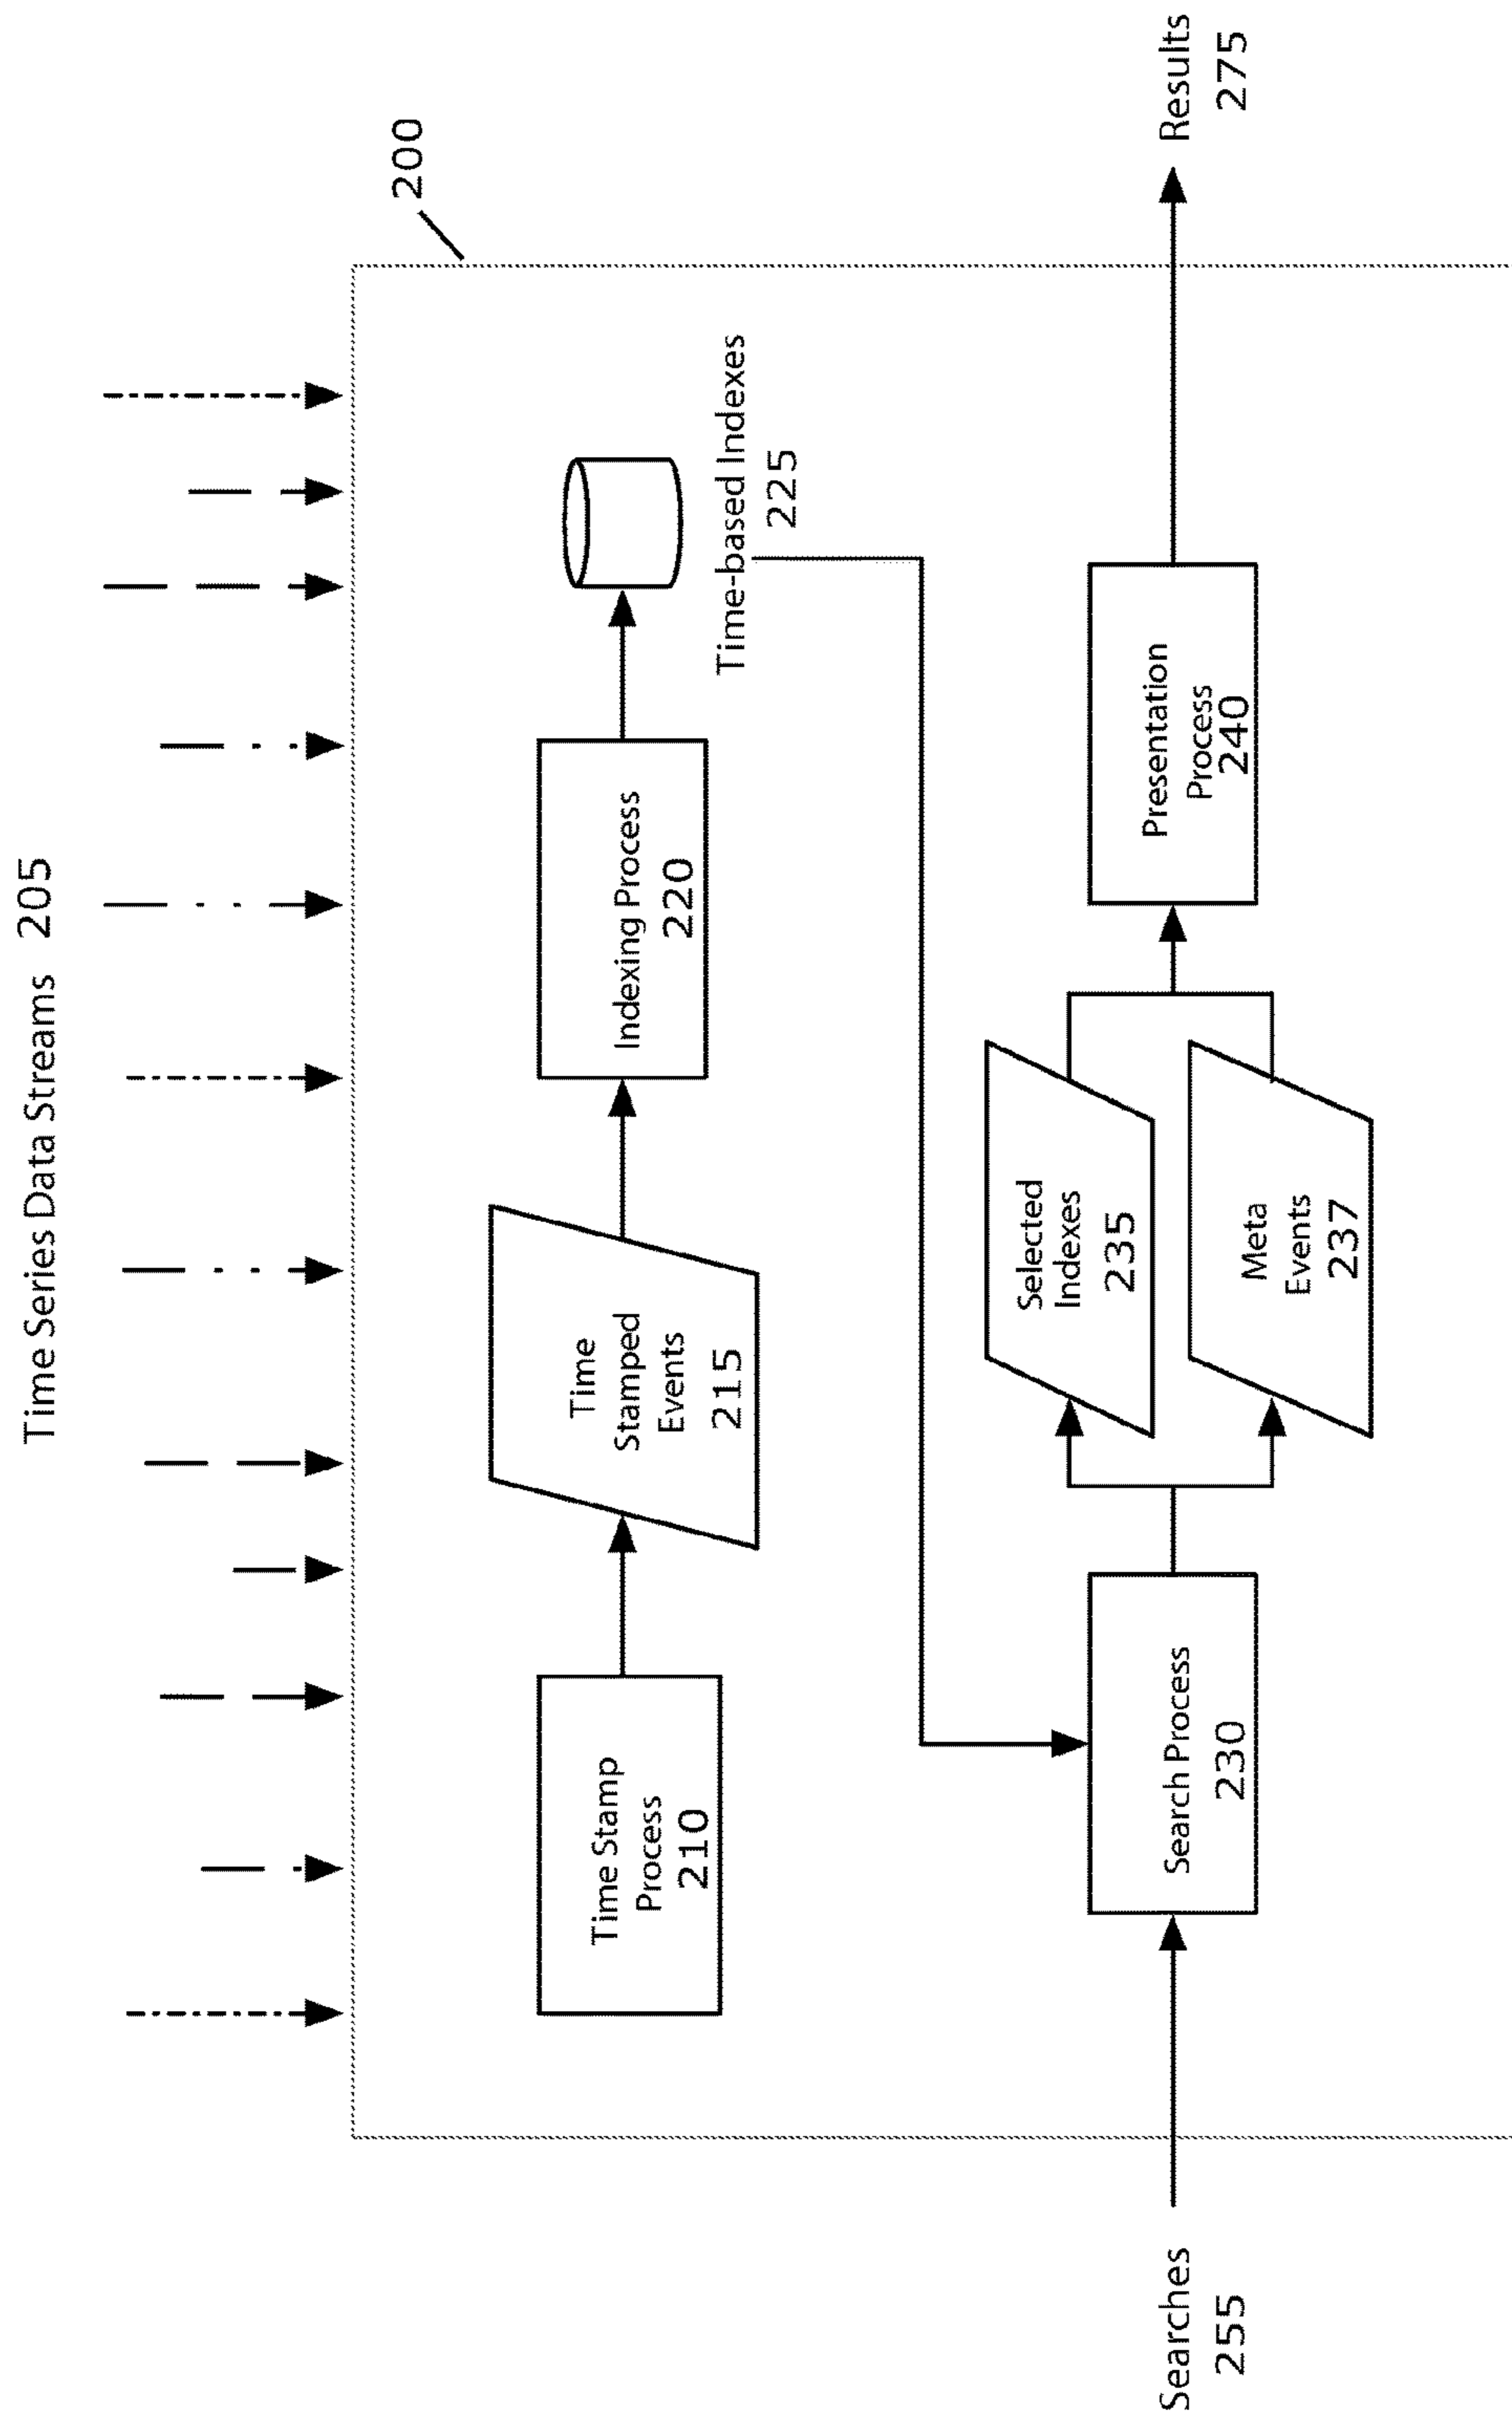 Time Series Data Streams 205
200
Time Stamp
Process
210
Time
Stamped
Events
215
Indexing Process
220
Time-based Indexes
225
Searches
255
Search Process
230
Selected
Indexes
235
Meta
Events
237
Presentation
Process
240
Results
275